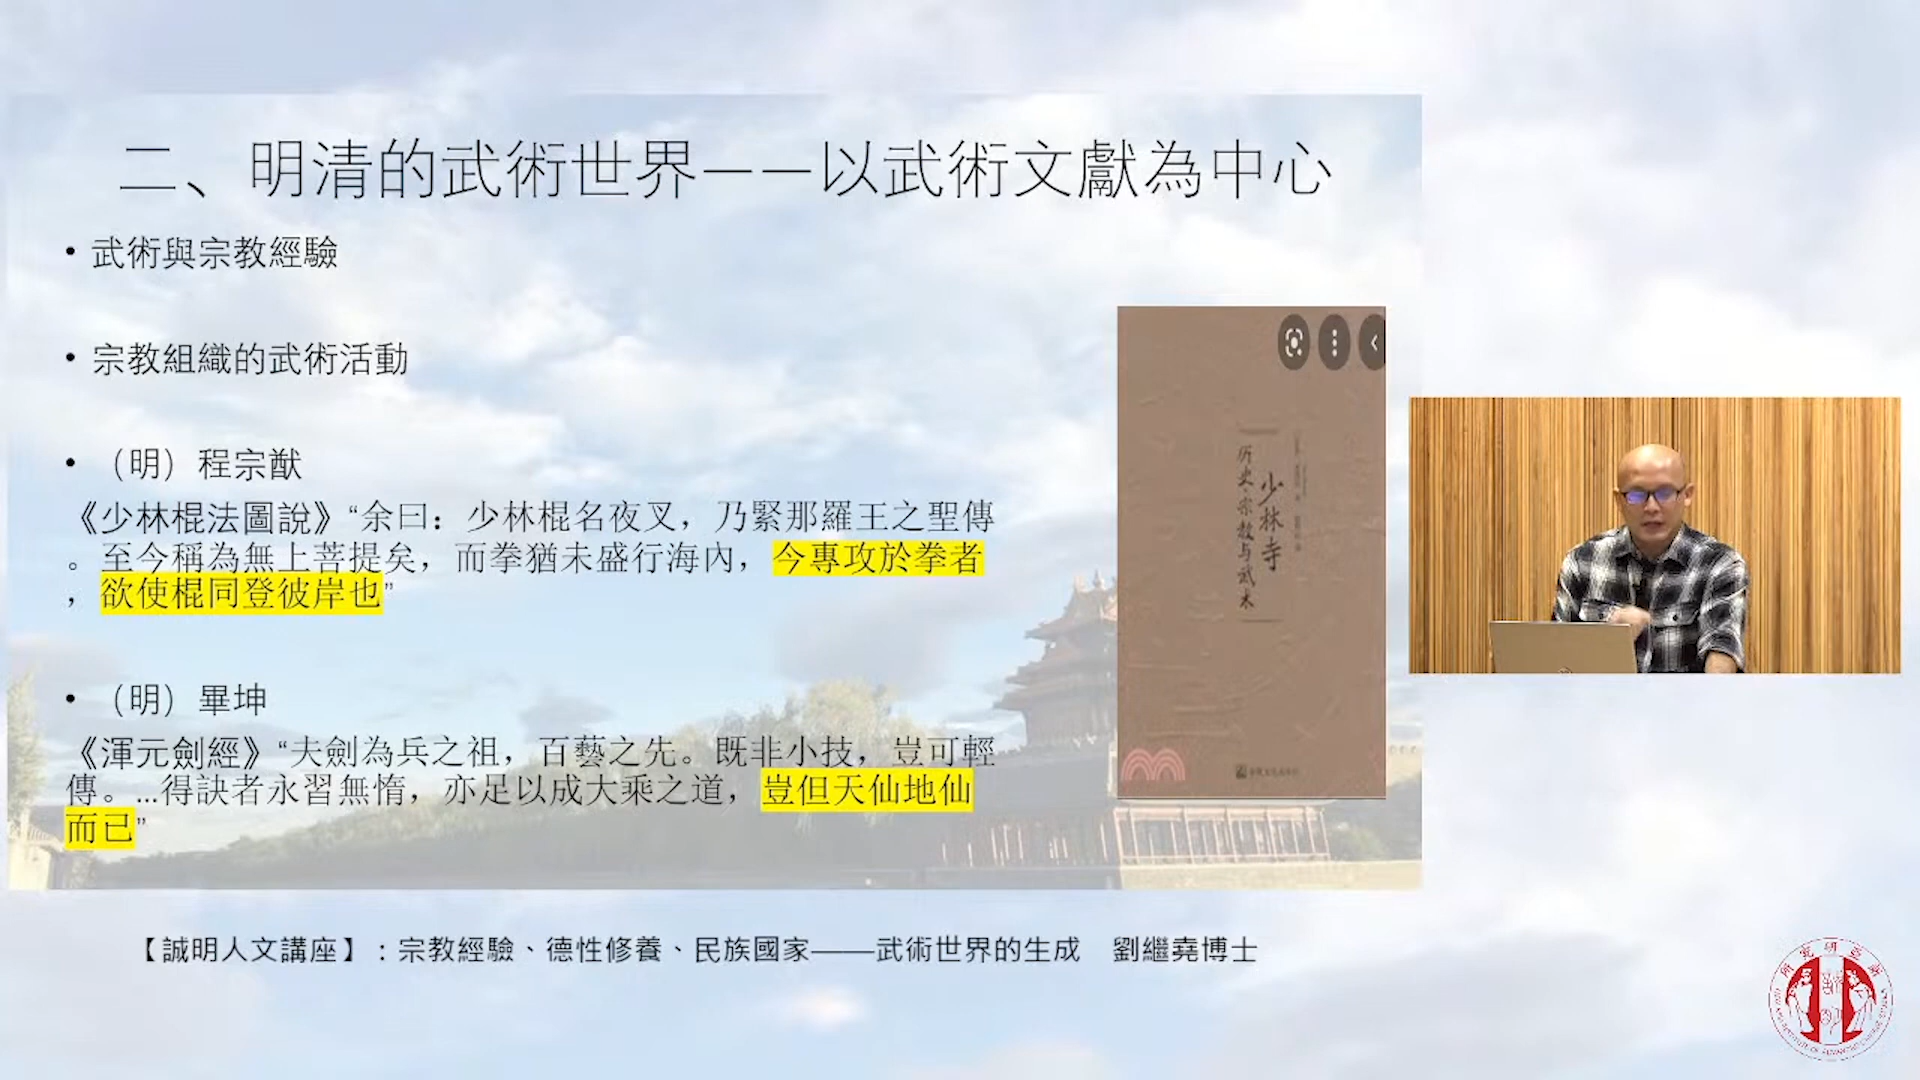 二、明清的武術世界——以武術文獻為中心
• 武術與宗教經驗
• 宗教組織的武術活動
• （明）程宗猷
《少林棍法圖說》“余曰：少林棍名夜叉，乃緊那羅王之聖傳
。至今稱為無上菩提矣，而拳猶未盛行海內，今專攻於拳者
，欲使棍同登彼岸也”
• （明）畢坤
《渾元劍經》“夫劍為兵之祖，百藝之先。既非小技，豈可輕
傳。…得訣者永習無惰，亦足以成大乘之道，豈但天仙地仙
而已”
少林寺
历史、宗教与武术
【誠明人文講座】：宗教經驗、德性修養、民族國家——武術世界的生成　劉繼堯博士
新亞研究所